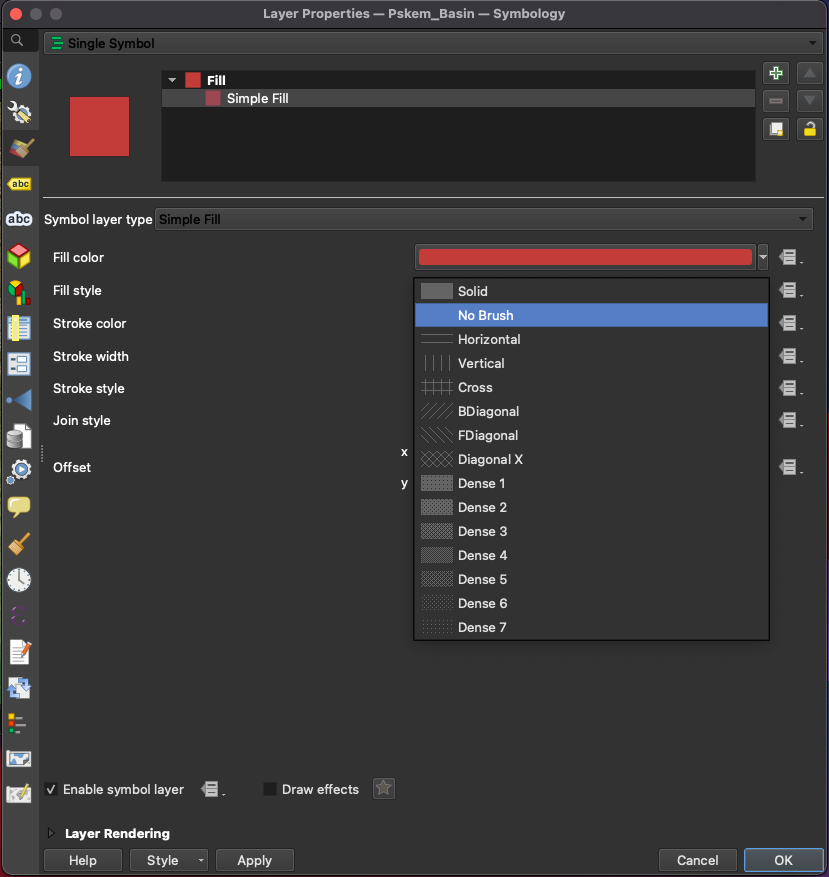 Layer Properties — Pskem_Basin — Symbology
Single Symbol
Fill
Simple Fill
abc
abc
Symbol layer type Simple Fill
Fill color
Fill style
Solid
No Brush
Stroke color
Horizontal
Stroke width
Vertical
Stroke style
Cross
BDiagonal
Join style
FDiagonal
x
Diagonal X
Offset
y
Dense 1
Dense 2
Dense 3
Dense 4
Dense 5
Dense 6
Dense 7
Enable symbol layer
Draw effects
Layer Rendering
Help Style Apply Cancel OK